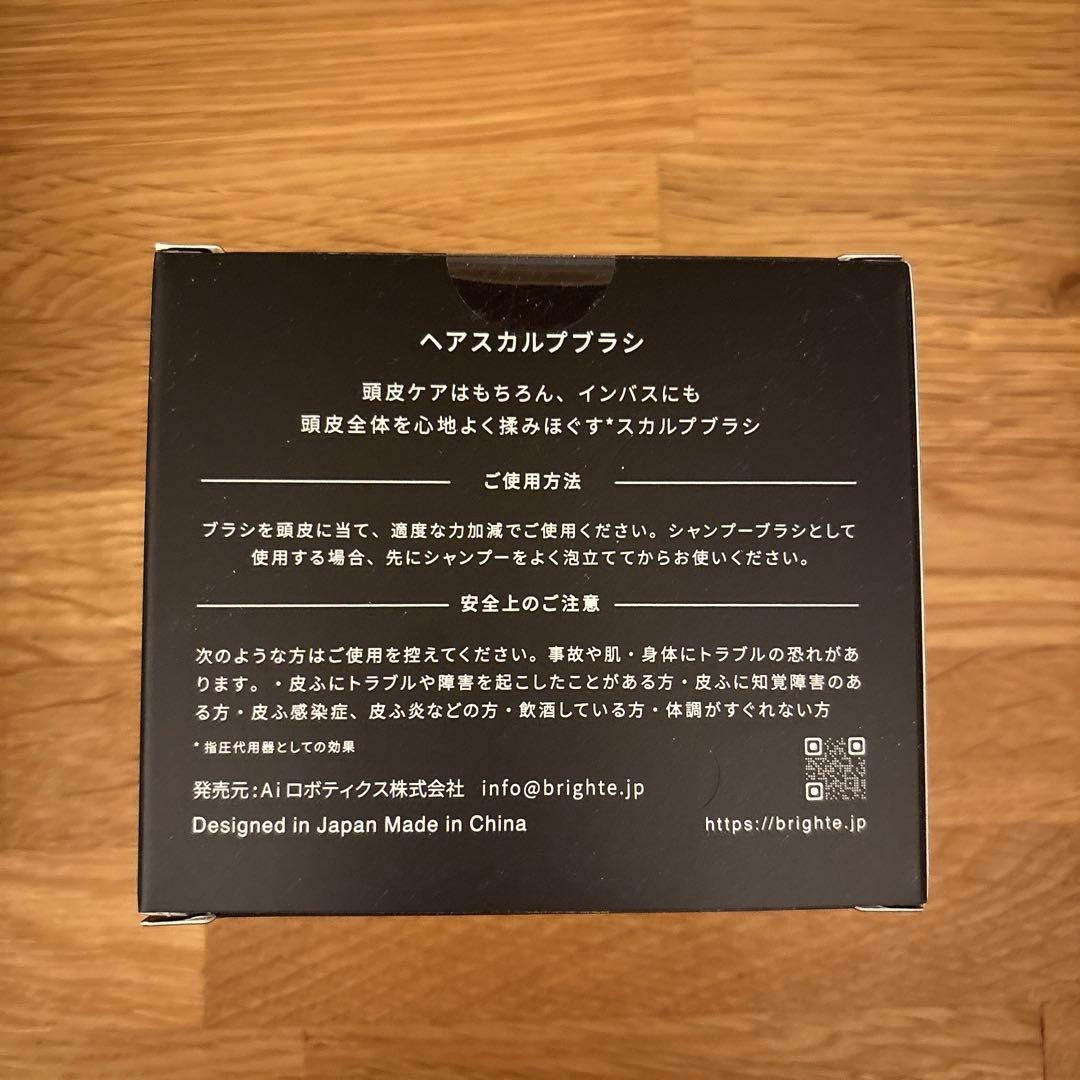 ヘアスカルプブラシ
頭皮ケアはもちろん、インバスにも
頭皮全体を心地よく揉みほぐす*スカルプブラシ
ご使用方法
ブラシを頭皮に当て、適度な力加減でご使用ください。シャンプーブラシとして
使用する場合、先にシャンプーをよく泡立ててからお使いください。
安全上のご注意
次のような方はご使用を控えてください。事故や肌・身体にトラブルの恐れがあ
ります。・皮ふにトラブルや障害を起こしたことがある方・皮ふに知覚障害のあ
る方・皮ふ感染症、皮ふ炎などの方・飲酒している方・体調がすぐれない方
*指圧代用器としての効果
発売元:Aiロボティクス株式会社 info@brighte.jp
Designed in Japan Made in China
https://brighte.jp